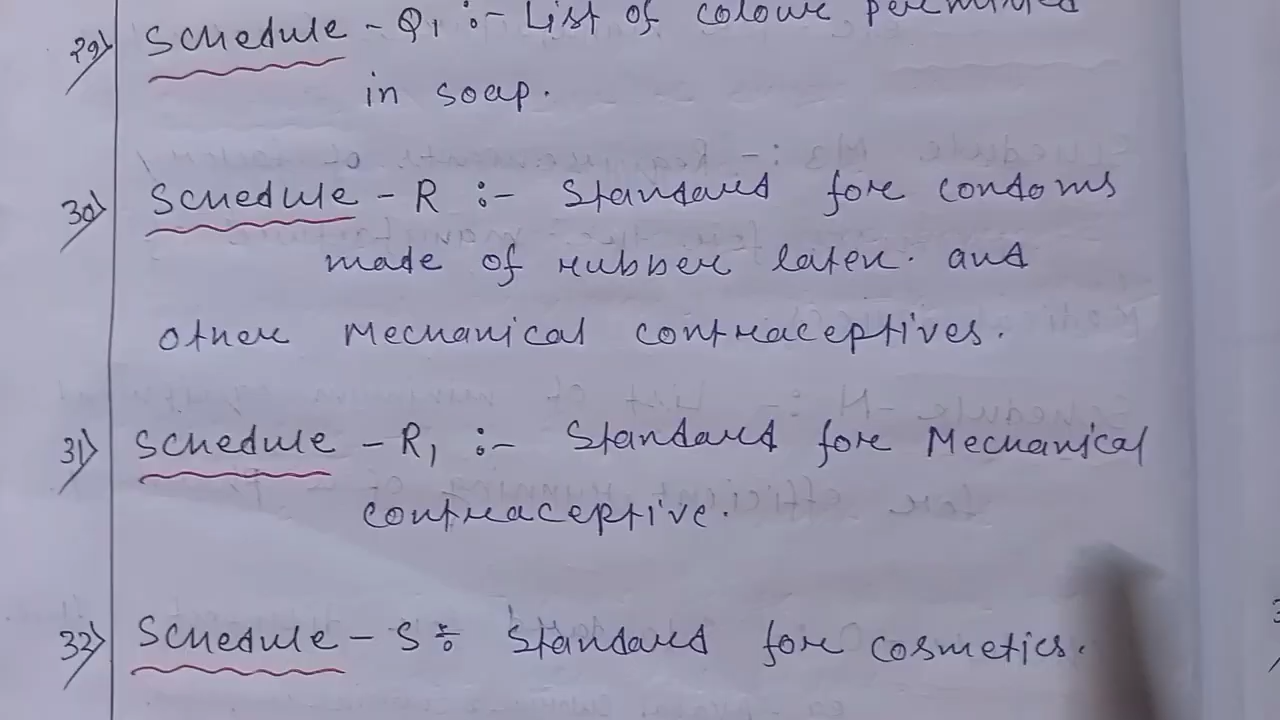 29) Schedule - Q1 :- List of colour permitted
in soap.
30) Schedule - R :- Standard for condoms
made of rubber latex. and
other Mechanical contraceptives.
31) Schedule - R1 :- Standard for Mechanical
contraceptive.
32) Schedule - S :- Standard for cosmetics.